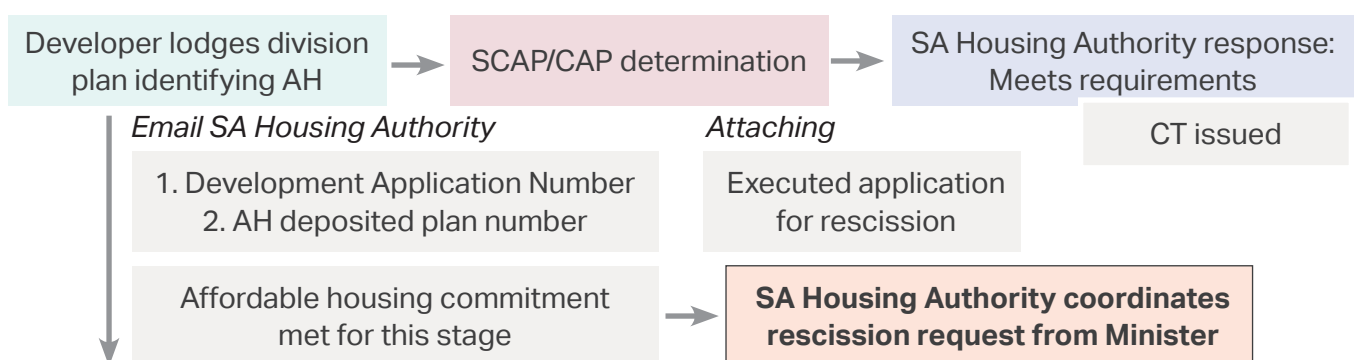 Developer lodges division
plan identifying AH
SCAP/CAP determination
SA Housing Authority response:
Meets requirements
CT issued
Email SA Housing Authority
Attaching
1. Development Application Number
2. AH deposited plan number
Executed application
for rescission
Affordable housing commitment
met for this stage
SA Housing Authority coordinates
rescission request from Minister